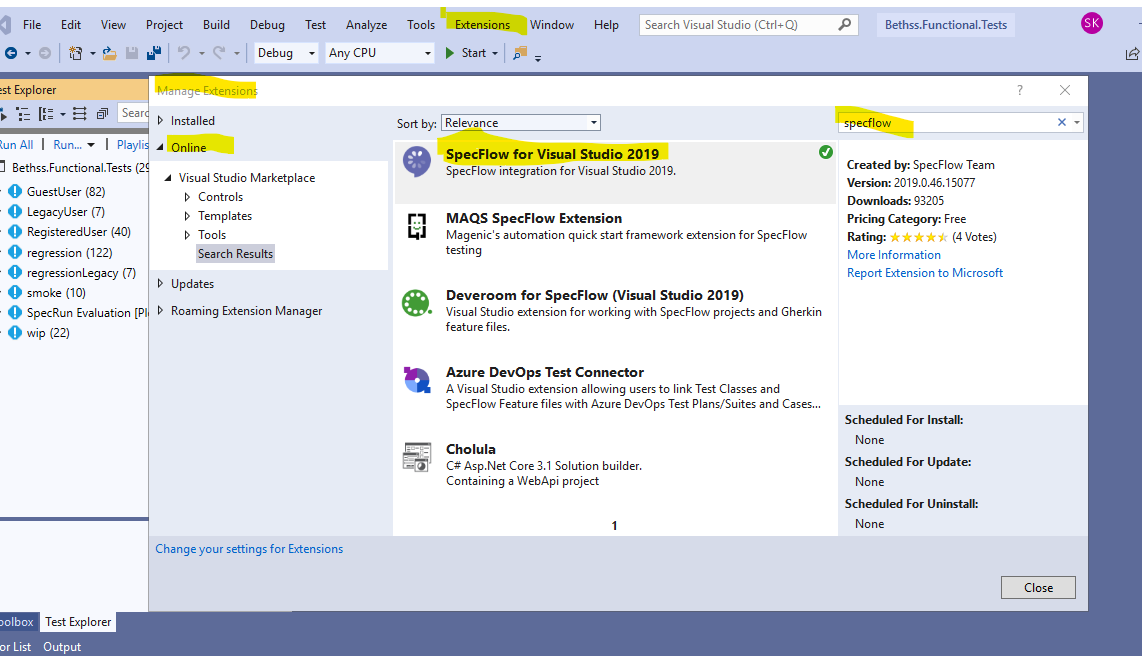 File Edit View Project Build Debug Test Analyze Tools Extensions Window Help Search Visual Studio (Ctrl+Q) Bethss.Functional.Tests SK
Debug Any CPU Start
est Explorer
Searc
Run All Run... Playlis
Bethss.Functional.Tests (29
GuestUser (82)
LegacyUser (7)
RegisteredUser (40)
regression (122)
regressionLegacy (7)
smoke (10)
SpecRun Evaluation [Ple
wip (22)
Manage Extensions
? 
Installed
Online
Visual Studio Marketplace
Controls
Templates
Tools
Search Results
Updates
Roaming Extension Manager
Sort by: Relevance
specflow
SpecFlow for Visual Studio 2019
SpecFlow integration for Visual Studio 2019.
MAQS SpecFlow Extension
Magenic's automation quick start framework extension for SpecFlow
testing
Deveroom for SpecFlow (Visual Studio 2019)
Visual Studio extension for working with SpecFlow projects and Gherkin
feature files.
Azure DevOps Test Connector
A Visual Studio extension allowing users to link Test Classes and
SpecFlow Feature files with Azure DevOps Test Plans/Suites and Cases...
Cholula
C# Asp.Net Core 3.1 Solution builder.
Containing a WebApi project
1
Created by: SpecFlow Team
Version: 2019.0.46.15077
Downloads: 93205
Pricing Category: Free
Rating: (4 Votes)
More Information
Report Extension to Microsoft
Scheduled For Install:
None
Scheduled For Update:
None
Scheduled For Uninstall:
None
Change your settings for Extensions
Close
oolbox Test Explorer
or List Output